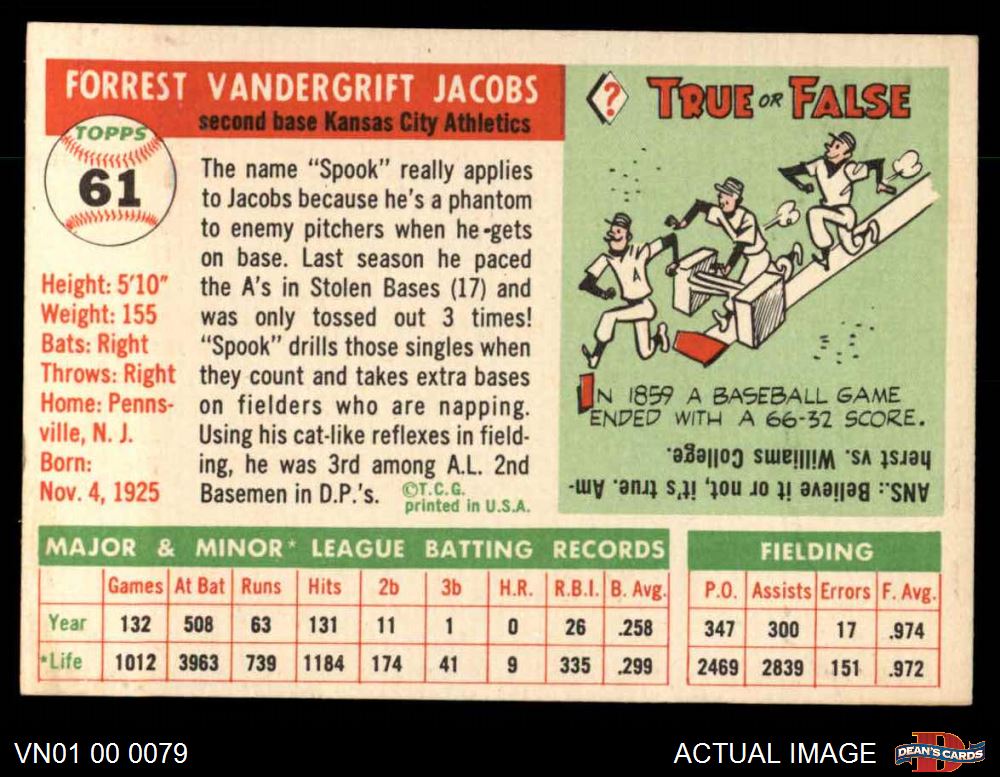 FORREST VANDERGRIFT JACOBS
second base Kansas City Athletics
TOPPS
61
Height: 5'10"
Weight: 155
Bats: Right
Throws: Right
Home: Penns-
ville, N. J.
Born:
Nov. 4, 1925
The name "Spook" really applies
to Jacobs because he's a phantom
to enemy pitchers when he gets
on base. Last season he paced
the A's in Stolen Bases (17) and
was only tossed out 3 times!
"Spook" drills those singles when
they count and takes extra bases
on fielders who are napping.
Using his cat-like reflexes in field-
ing, he was 3rd among A.L. 2nd
Basemen in D.P.'s.
©T.C.G.
printed in U.S.A.
? TRUE OR FALSE
A
IN 1859 A BASEBALL GAME
ENDED WITH A 66-32 SCORE.
ANS.: Believe it or not, it's true. Am-
herst vs. Williams College.
MAJOR & MINOR* LEAGUE BATTING RECORDS
Games At Bat Runs Hits 2b 3b H.R. R.B.I. B. Avg.
Year 132 508 63 131 11 1 0 26 .258
*Life 1012 3963 739 1184 174 41 9 335 .299
FIELDING
P.O. Assists Errors F. Avg.
347 300 17 .974
2469 2839 151 .972
VN01 00 0079
ACTUAL IMAGE
D
DEAN'S CARDS